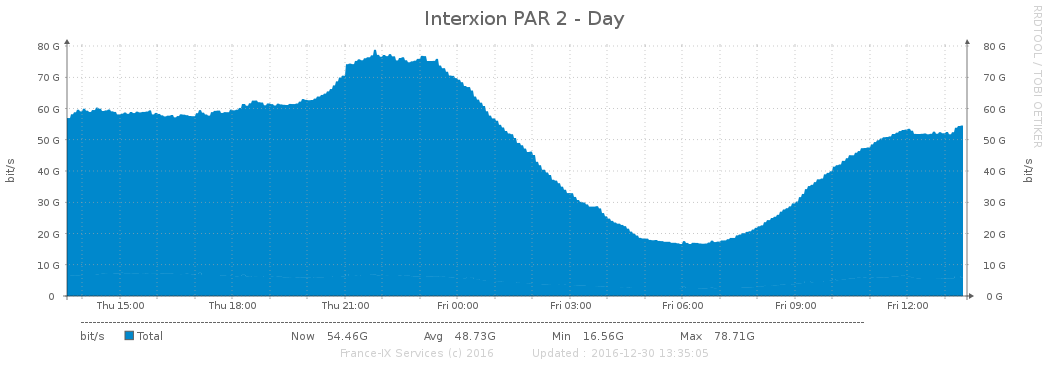 Interxion PAR 2 - Day
RRDTOOL / TOBI OETIKER
80 G 80 G
70 G 70 G
60 G 60 G
50 G 50 G
40 G 40 G
30 G 30 G
20 G 20 G
10 G 10 G
0 0 G
bit/s bit/s
Thu 15:00 Thu 18:00 Thu 21:00 Fri 00:00 Fri 03:00 Fri 06:00 Fri 09:00 Fri 12:00
bit/s Total Now 54.46G Avg 48.73G Min 16.56G Max 78.71G
France-IX Services (c) 2016 Updated : 2016-12-30 13:35:05